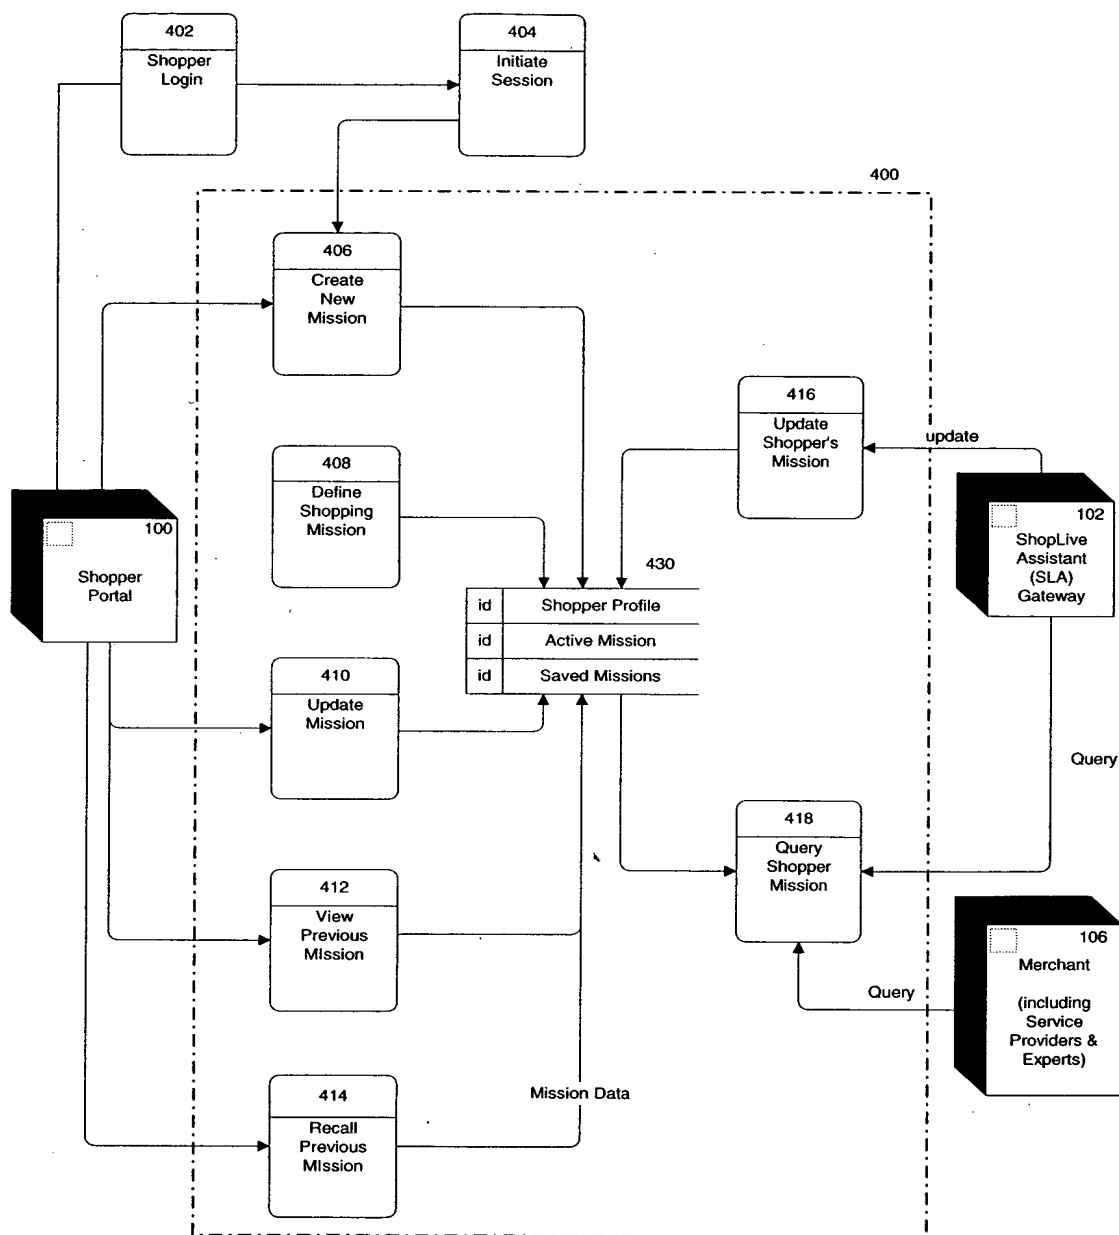 402
Shopper
Login
404
Initiate
Session
400
406
Create
New
Mission
416
Update
Shopper's
Mission
update
408
Define
Shopping
Mission
100
Shopper
Portal
102
ShopLive
Assistant
(SLA)
Gateway
430
id Shopper Profile
id Active Mission
id Saved Missions
410
Update
Mission
Query
418
Query
Shopper
Mission
412
View
Previous
MIssion
106
Merchant
(including
Service
Providers &
Experts)
Query
414
Recall
Previous
MIssion
Mission Data